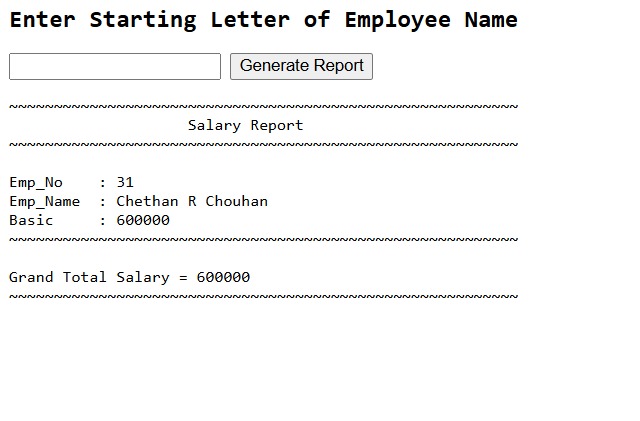 Enter Starting Letter of Employee Name
Generate Report
~~~~~~~~~~~~~~~~~~~~~~~~~~~~~~~~~~~~~~~~~~~~~~~~~~~~~~~~~
Salary Report
~~~~~~~~~~~~~~~~~~~~~~~~~~~~~~~~~~~~~~~~~~~~~~~~~~~~~~~~~
Emp_No    : 31
Emp_Name  : Chethan R Chouhan
Basic     : 600000
~~~~~~~~~~~~~~~~~~~~~~~~~~~~~~~~~~~~~~~~~~~~~~~~~~~~~~~~~
Grand Total Salary = 600000
~~~~~~~~~~~~~~~~~~~~~~~~~~~~~~~~~~~~~~~~~~~~~~~~~~~~~~~~~